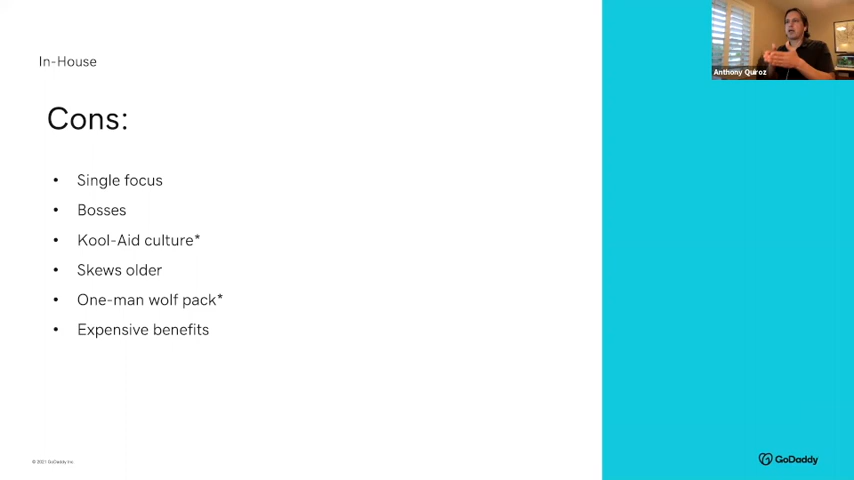 In-House
Cons:
• Single focus
• Bosses
• Kool-Aid culture*
• Skews older
• One-man wolf pack*
• Expensive benefits
© 2021 GoDaddy Inc.
GoDaddy
Anthony Quiroz